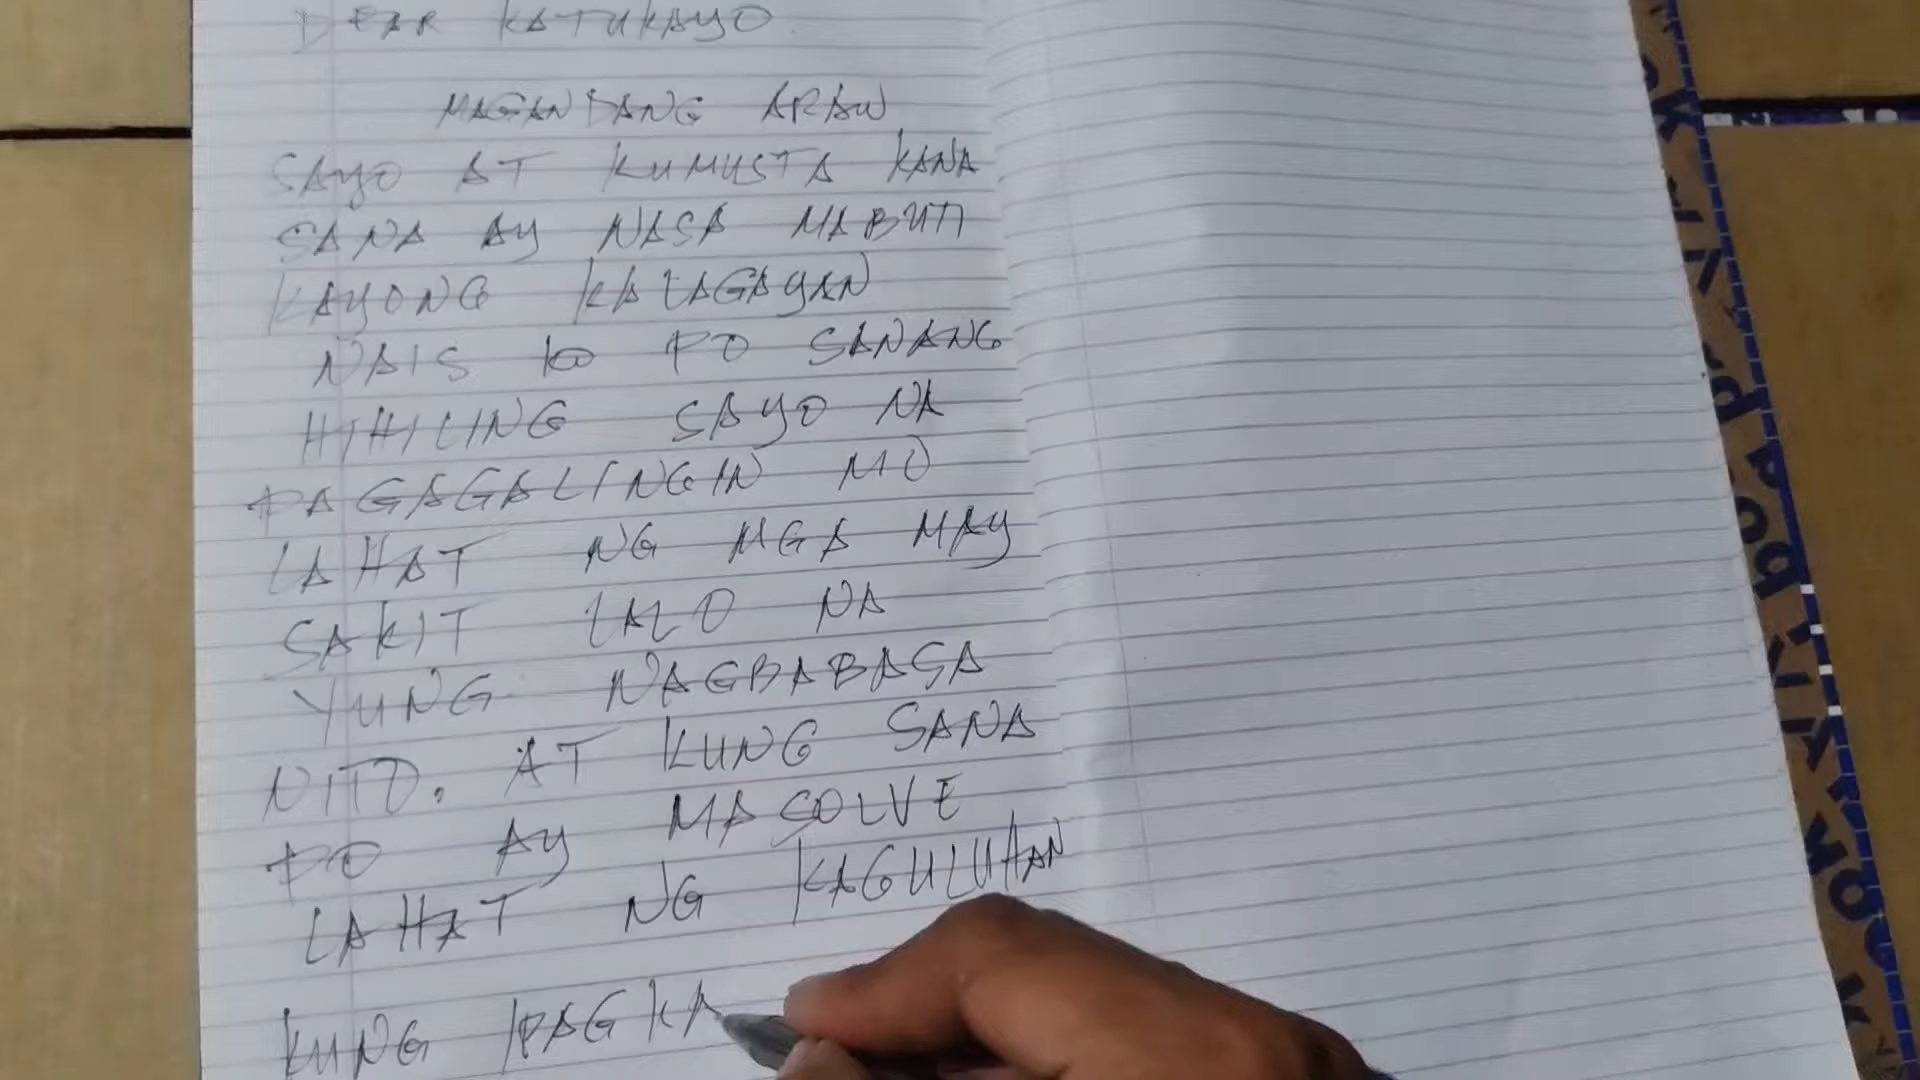 DEAR KATUKAYO.
MAGANDANG ARAW
SAYO AT KUMUSTA KANA
SANA AY NASA MABUTI
KAYONG KALAGAYAN
NAIS KO PO SANANG
HIHILING SAYO NA
PAGAGALINGIN MO
LAHAT NG MGA MAY
SAKIT LALO NA
YUNG NAGBABASA
NITO. AT KUNG SANA
PO AY MASOLVE
LAHAT NG KAGULUHAN
KUNG PAGKA